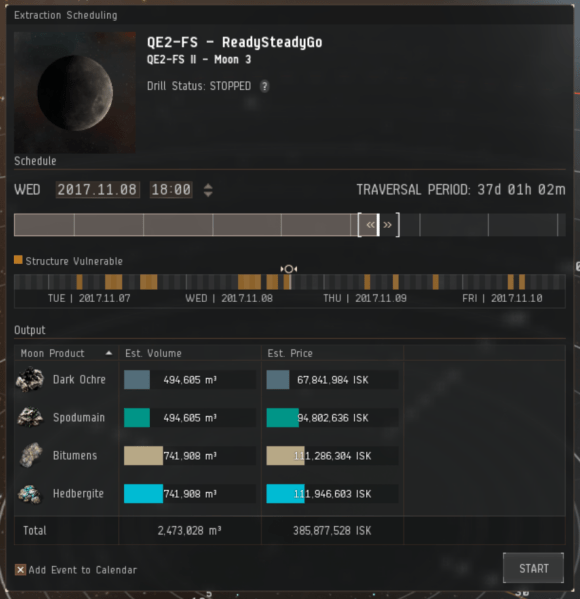 Extraction Scheduling
QE2-FS - ReadySteadyGo
QE2-FS II - Moon 3
Drill Status: STOPPED ?
Schedule
WED 2017.11.08 18:00 TRAVERSAL PERIOD: 37d 01h 02m
[ « » ]
Structure Vulnerable
TUE | 2017.11.07 WED | 2017.11.08 THU | 2017.11.09 FRI | 2017.11.10
Output
Moon Product Est. Volume Est. Price
Dark Ochre 494,605 m³ 67,841,984 ISK
Spodumain 494,605 m³ 94,802,636 ISK
Bitumens 741,908 m³ 111,286,304 ISK
Hedbergite 741,908 m³ 111,946,603 ISK
Total 2,473,028 m³ 385,877,528 ISK
Add Event to Calendar START